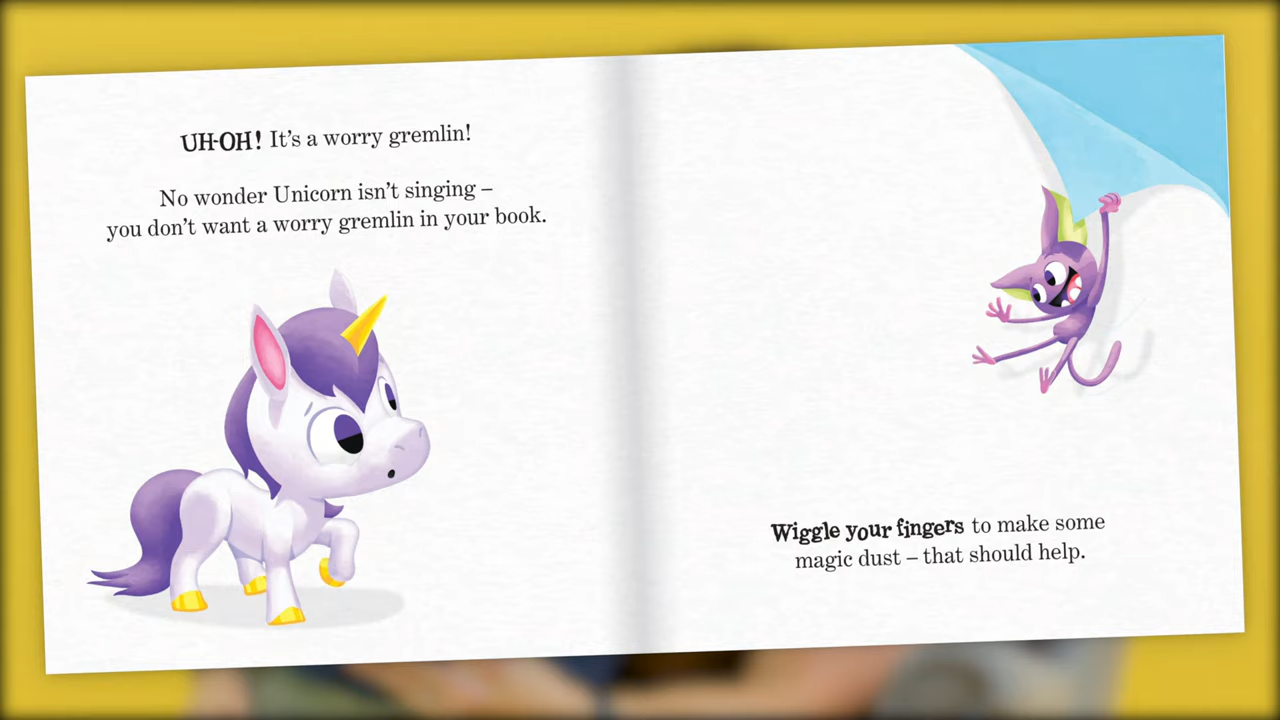 UH-OH! It's a worry gremlin!
No wonder Unicorn isn't singing –
you don't want a worry gremlin in your book.
Wiggle your fingers to make some
magic dust – that should help.